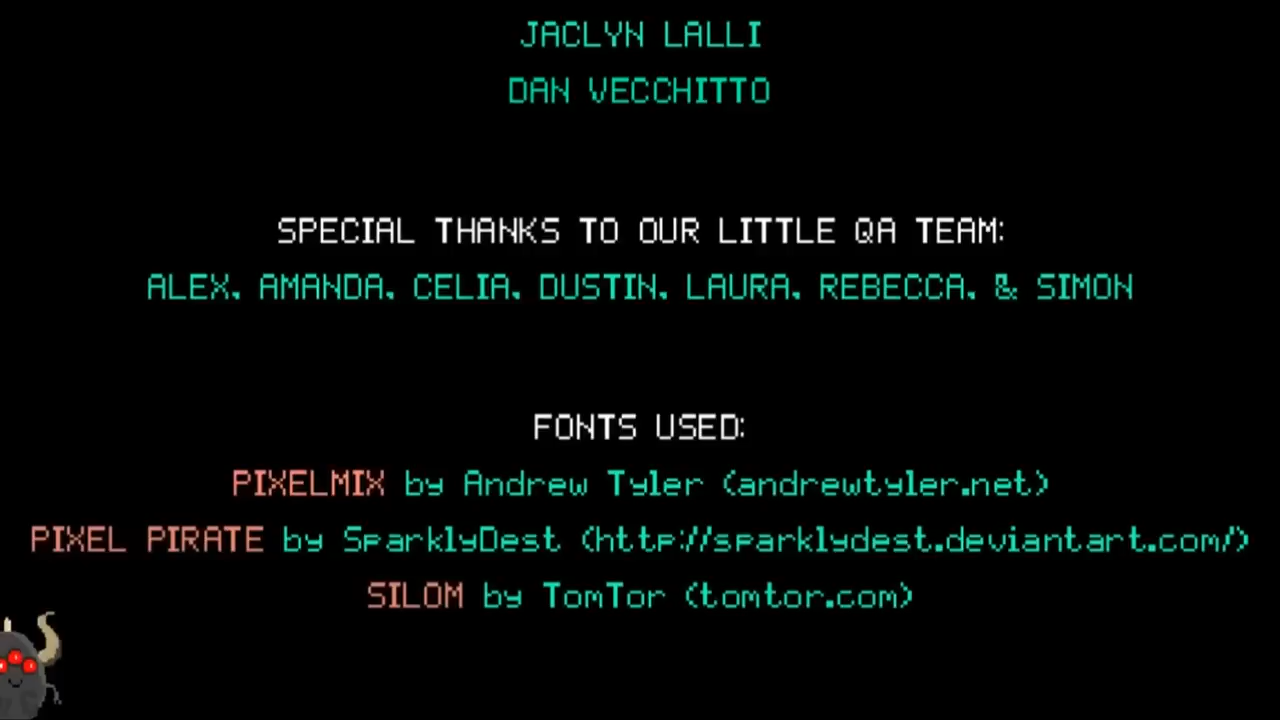 JACLYN LALLI
DAN VECCHITTO
SPECIAL THANKS TO OUR LITTLE QA TEAM:
ALEX, AMANDA, CELIA, DUSTIN, LAURA, REBECCA, & SIMON
FONTS USED:
PIXELMIX by Andrew Tyler (andrewtyler.net)
PIXEL PIRATE by SparklyDest (http://sparklydest.deviantart.com/)
SILOM by TomTor (tomtor.com)